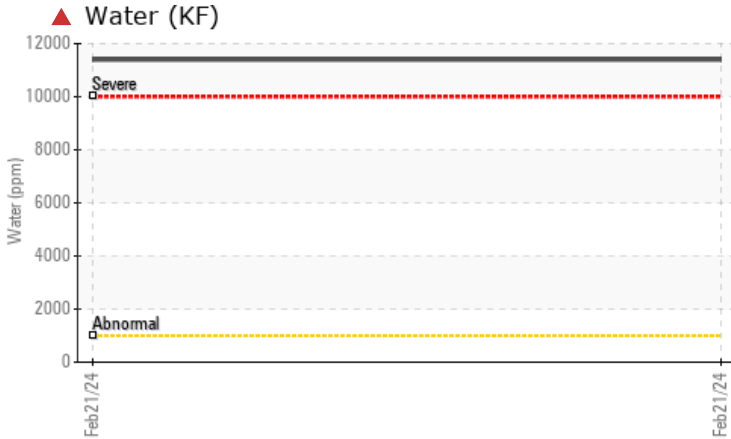 Water (KF)
12000
Severe
10000
8000
6000
4000
2000
Abnormal
0
Water (ppm)
Feb21/24
Feb21/24